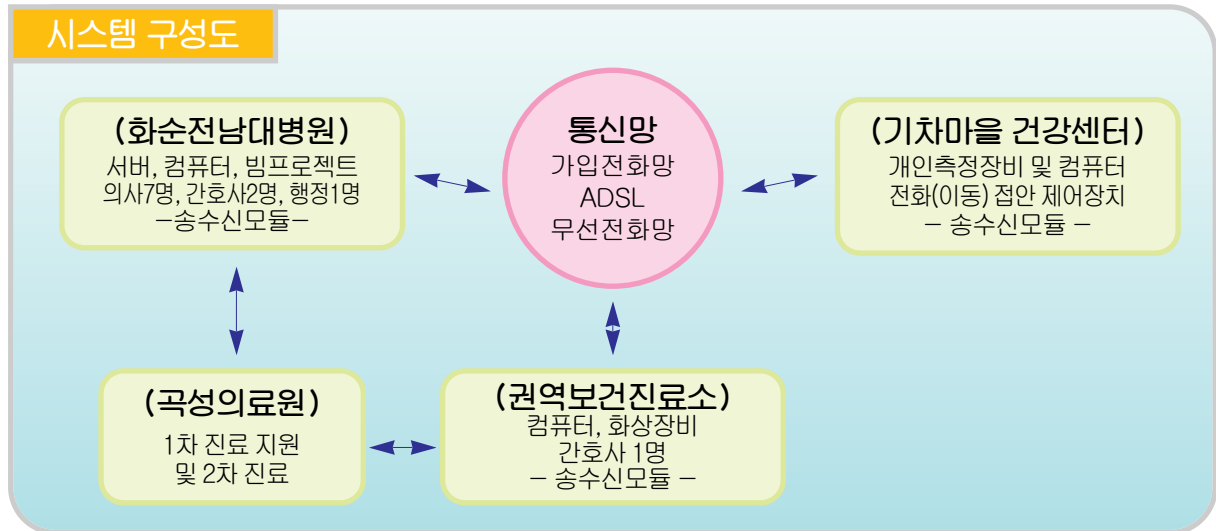 시스템 구성도
(화순전남대병원)
서버, 컴퓨터, 빔프로젝트
의사7명, 간호사2명, 행정1명
-송수신모듈-
통신망
가입전화망
ADSL
무선전화망
(기차마을 건강센터)
개인측정장비 및 컴퓨터
전화(이동) 접안 제어장치
- 송수신모듈 -
(곡성의료원)
1차 진료 지원
및 2차 진료
(권역보건진료소)
컴퓨터, 화상장비
간호사 1명
- 송수신모듈 -